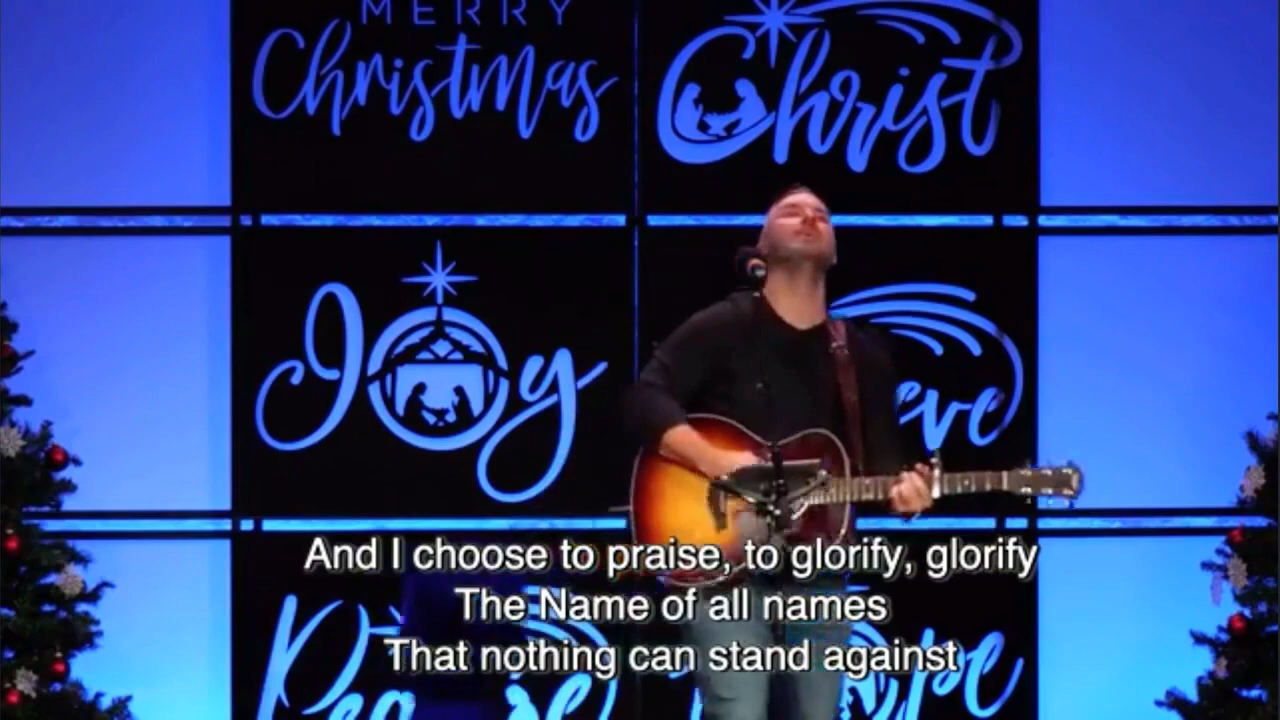 MERRY
Christmas
Christ
Joy
eve
And I choose to praise, to glorify, glorify
The Name of all names
That nothing can stand against